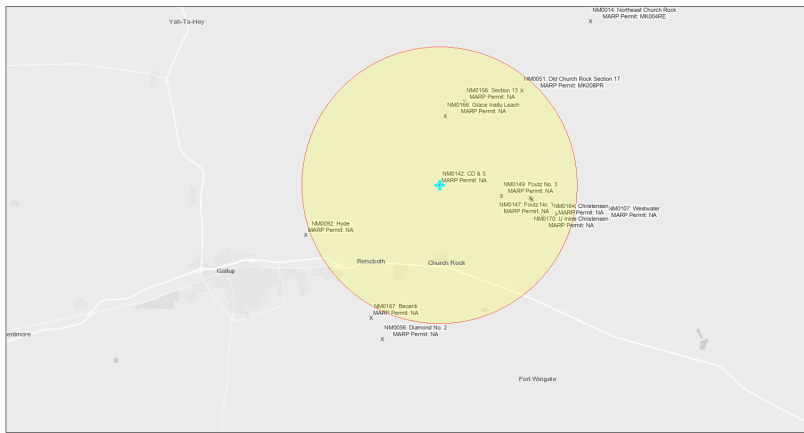 NM0014: Northeast Church Rock
MARP Permit: MK004RE
X
Yah-Ta-Hey
NM0051: Old Church Rock Section 17
MARP Permit: MK008PR
X
NM0156: Section 13
MARP Permit: NA
X
NM0166: Grace Insitu Leach
MARP Permit: NA
X
NM0142: CD & S
MARP Permit: NA
NM0149: Foutz No. 3
MARP Permit: NA
X
X
NM0147: Foutz No. 1
MARP Permit: NA
NM0164: Christensen
MARP Permit: NA
NM0107: Westwater
MARP Permit: NA
X
NM0170: U mine Christensen
MARP Permit: NA
NM0092: Hyde
MARP Permit: NA
X
Rehoboth
Church Rock
Gallup
NM0167: Becenti
MARP Permit: NA
X
NM0056: Diamond No. 2
MARP Permit: NA
X
entmore
Fort Wingate